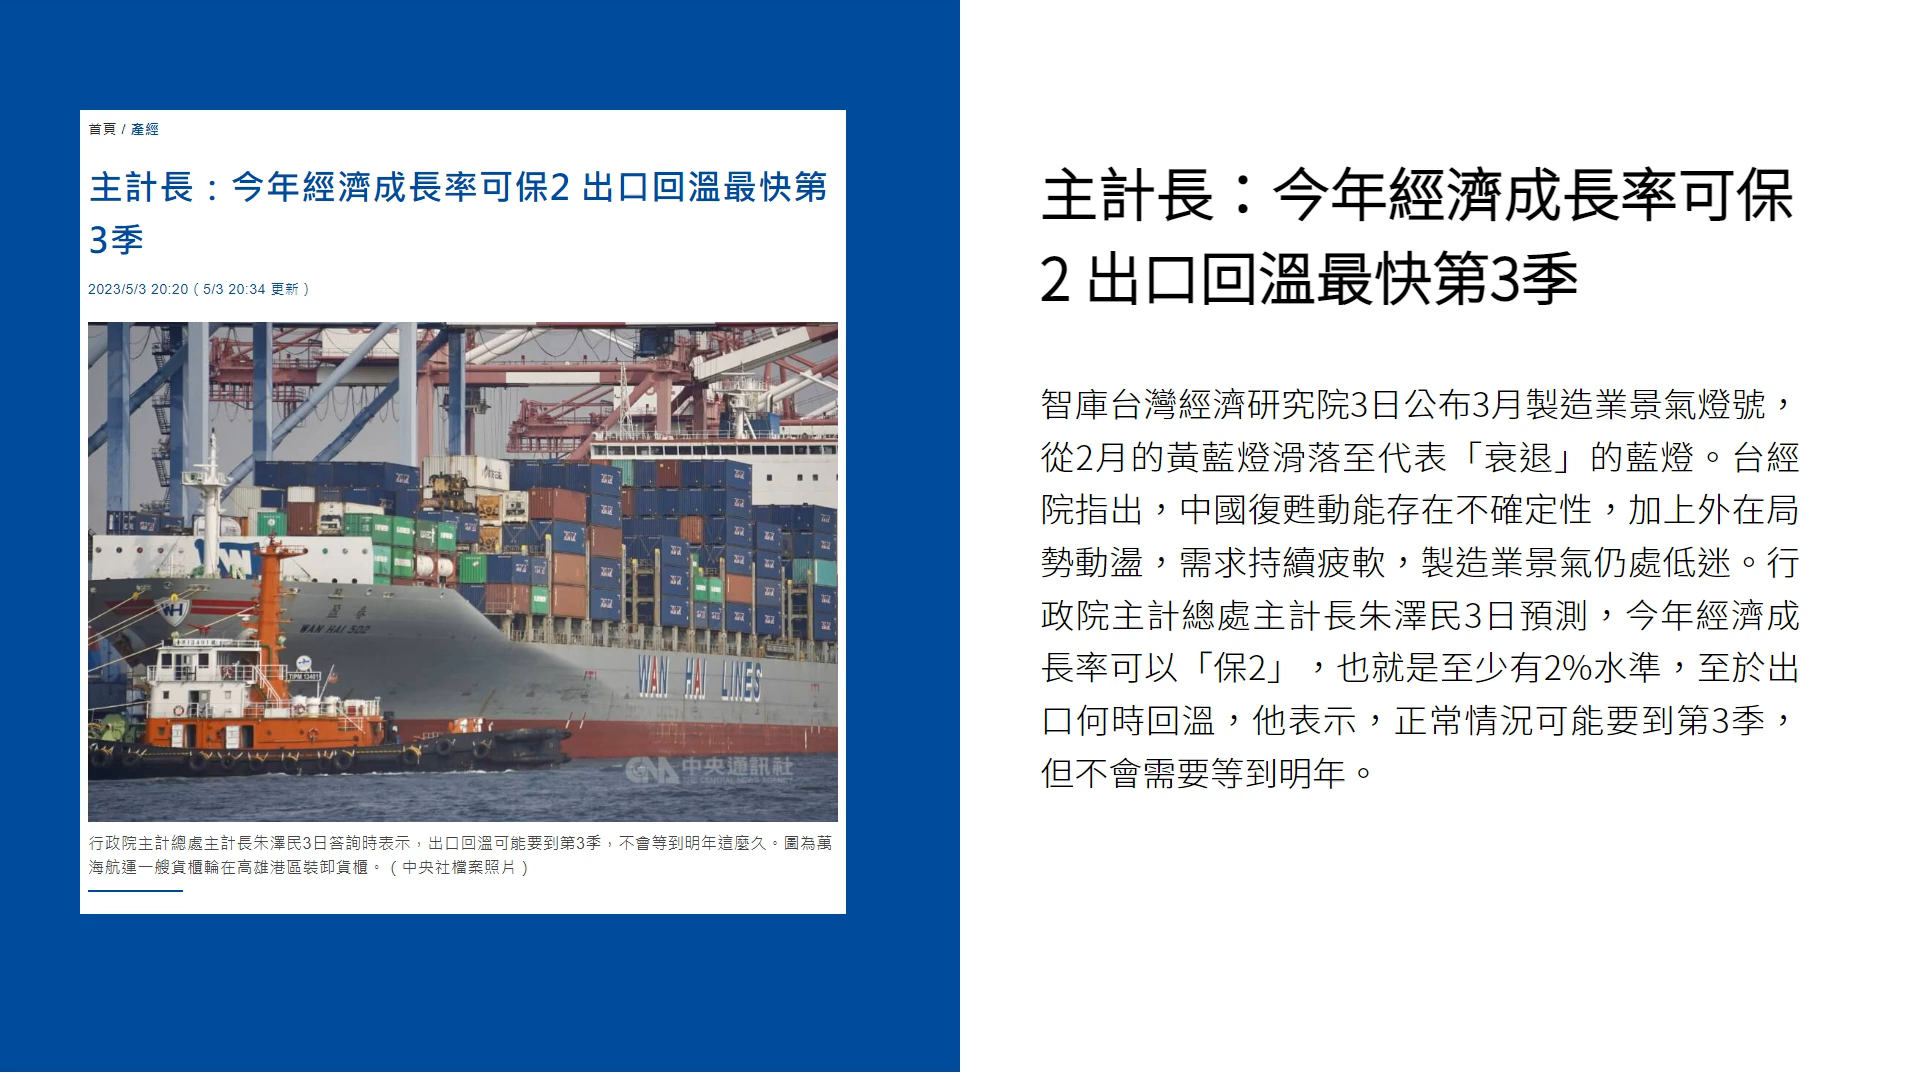 首頁 / 產經
主計長：今年經濟成長率可保2 出口回溫最快第
3季
2023/5/3 20:20（5/3 20:34 更新）
WAN HAI 502
TIPM 13401
WAN HAI LINES
中央通訊社
THE CENTRAL NEWS AGENCY
行政院主計總處主計長朱澤民3日答詢時表示，出口回溫可能要到第3季，不會等到明年這麼久。圖為萬
海航運一艘貨櫃輪在高雄港區裝卸貨櫃。（中央社檔案照片）
主計長：今年經濟成長率可保
2 出口回溫最快第3季
智庫台灣經濟研究院3日公布3月製造業景氣燈號，
從2月的黃藍燈滑落至代表「衰退」的藍燈。台經
院指出，中國復甦動能存在不確定性，加上外在局
勢動盪，需求持續疲軟，製造業景氣仍處低迷。行
政院主計總處主計長朱澤民3日預測，今年經濟成
長率可以「保2」，也就是至少有2%水準，至於出
口何時回溫，他表示，正常情況可能要到第3季，
但不會需要等到明年。